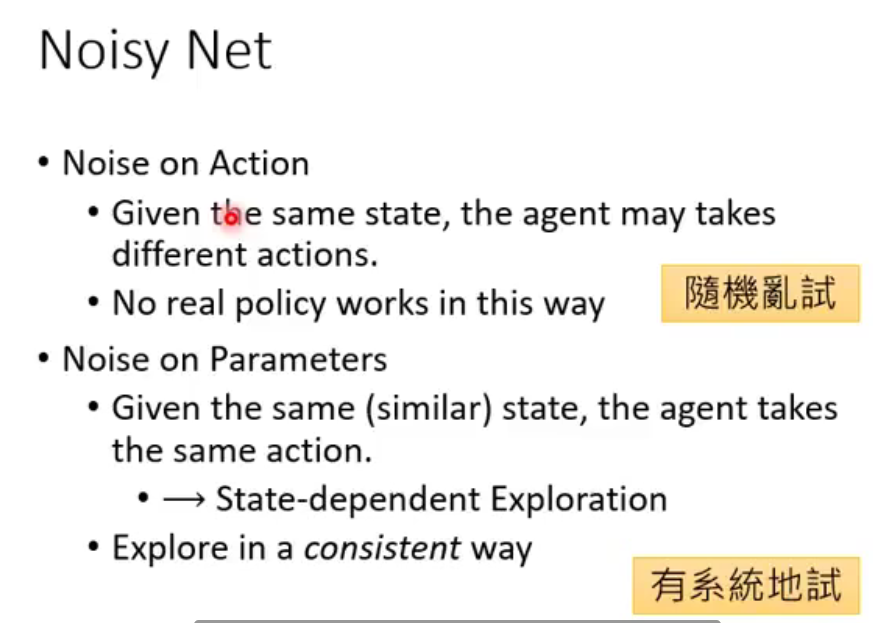 Noisy Net
• Noise on Action
• Given the same state, the agent may takes
different actions.
• No real policy works in this way
隨機亂試
• Noise on Parameters
• Given the same (similar) state, the agent takes
the same action.
• → State-dependent Exploration
• Explore in a consistent way
有系統地試